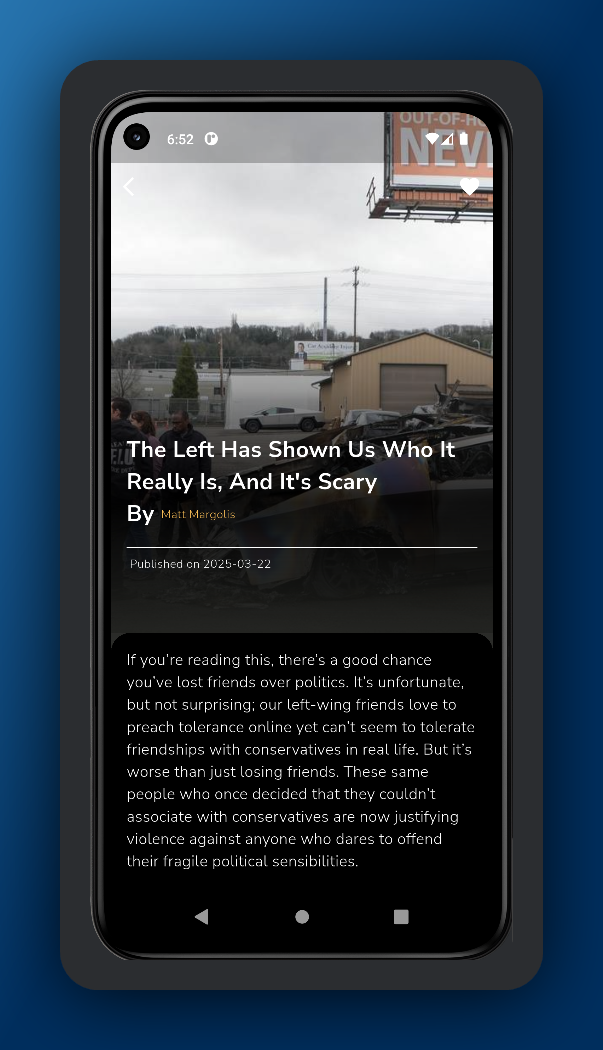 OUT-OF-H
NEV
6:52
The Left Has Shown Us Who It
Really Is, And It's Scary
By Matt Margolis
Published on 2025-03-22
If you're reading this, there's a good chance
you've lost friends over politics. It's unfortunate,
but not surprising; our left-wing friends love to
preach tolerance online yet can't seem to tolerate
friendships with conservatives in real life. But it's
worse than just losing friends. These same
people who once decided that they couldn't
associate with conservatives are now justifying
violence against anyone who dares to offend
their fragile political sensibilities.